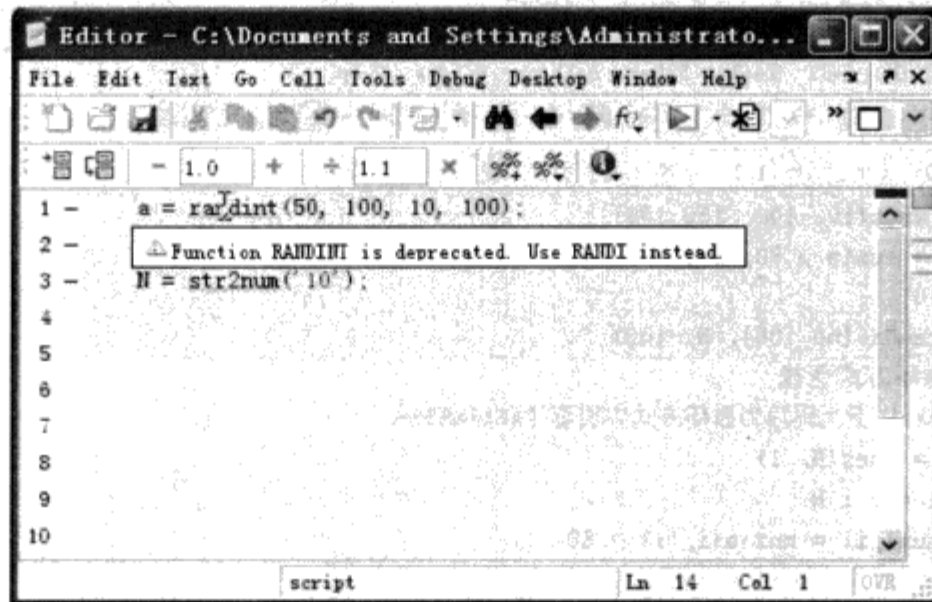 Editor - C:\Documents and Settings\Administrato...
File Edit Text Go Cell Tools Debug Desktop Window Help
- 1.0 + ÷ 1.1 ×
1 - a = randint(50, 100, 10, 100);
2 - Function RANDINT is deprecated. Use RANDI instead.
3 - N = str2num('10');
4
5
6
7
8
9
10
script Ln 14 Col 1 OVR